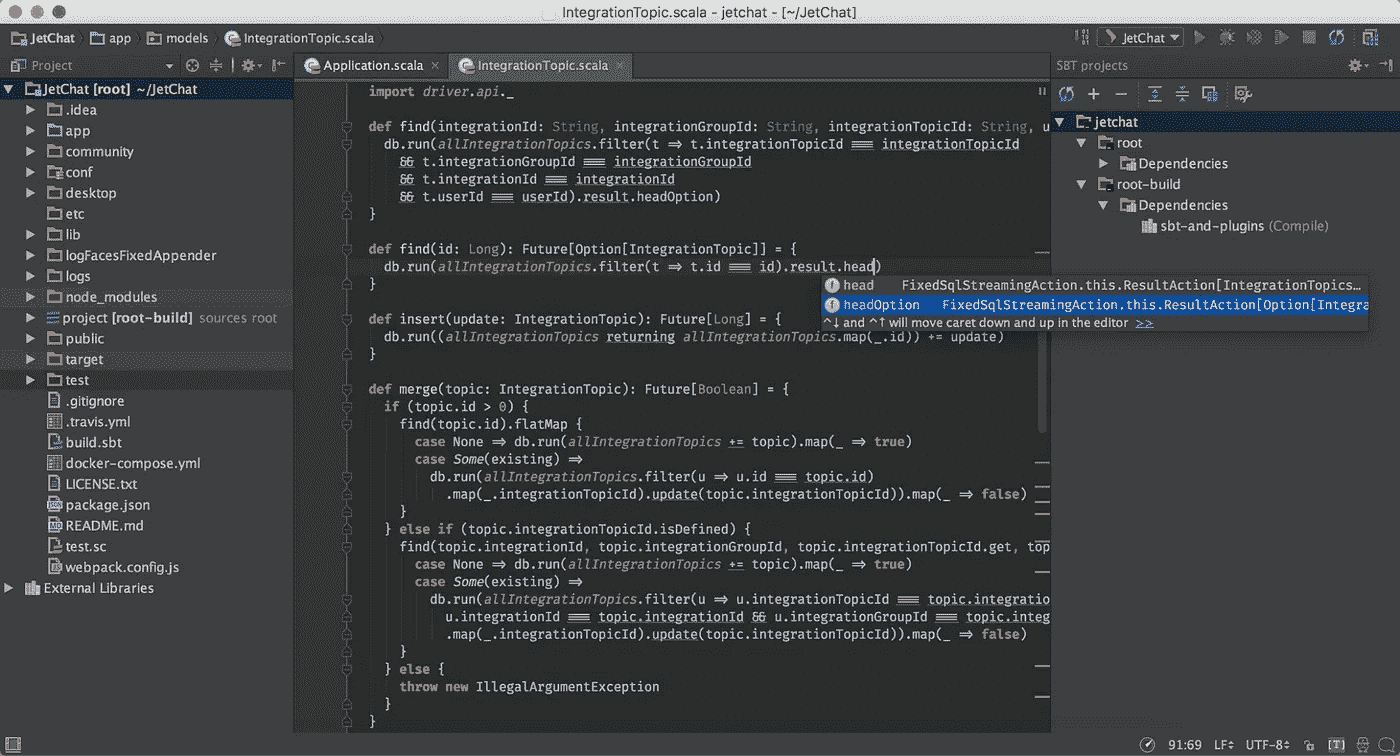 IntegrationTopic.scala - jetchat - [~/JetChat]
JetChat app models IntegrationTopic.scala JetChat
Project
Application.scala IntegrationTopic.scala
SBT projects
JetChat [root] ~/JetChat
.idea
app
community
conf
desktop
etc
lib
logFacesFixedAppender
logs
node_modules
project [root-build] sources root
public
target
test
.gitignore
.travis.yml
build.sbt
docker-compose.yml
LICENSE.txt
package.json
README.md
test.sc
webpack.config.js
External Libraries
import driver.api._
def find(integrationId: String, integrationGroupId: String, integrationTopicId: String, u
db.run(allIntegrationTopics.filter(t => t.integrationTopicId === integrationTopicId
&& t.integrationGroupId === integrationGroupId
&& t.integrationId === integrationId
&& t.userId === userId).result.headOption)
}
def find(id: Long): Future[Option[IntegrationTopic]] = {
db.run(allIntegrationTopics.filter(t => t.id === id).result.head)
}
head FixedSqlStreamingAction.this.ResultAction[IntegrationTopics…
headOption FixedSqlStreamingAction.this.ResultAction[Option[Integra
^↓ and ^↑ will move caret down and up in the editor >>
def insert(update: IntegrationTopic): Future[Long] = {
db.run((allIntegrationTopics returning allIntegrationTopics.map(_.id)) += update)
}
def merge(topic: IntegrationTopic): Future[Boolean] = {
if (topic.id > 0) {
find(topic.id).flatMap {
case None => db.run(allIntegrationTopics += topic).map(_ => true)
case Some(existing) =>
db.run(allIntegrationTopics.filter(u => u.id === topic.id)
.map(_.integrationTopicId).update(topic.integrationTopicId)).map(_ => false)
}
} else if (topic.integrationTopicId.isDefined) {
find(topic.integrationId, topic.integrationGroupId, topic.integrationTopicId.get, top
case None => db.run(allIntegrationTopics += topic).map(_ => true)
case Some(existing) =>
db.run(allIntegrationTopics.filter(u => u.integrationTopicId === topic.integratio
u.integrationId === topic.integrationId && u.integrationGroupId === topic.integ
.map(_.integrationTopicId).update(topic.integrationTopicId)).map(_ => false)
}
} else {
throw new IllegalArgumentException
}
}
jetchat
root
Dependencies
root-build
Dependencies
sbt-and-plugins (Compile)
91:69 LF UTF-8 [T]